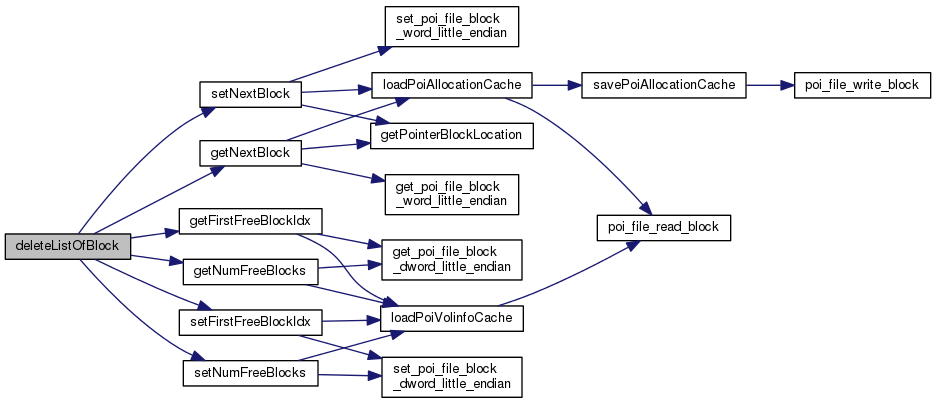 set_poi_file_block
_word_little_endian
setNextBlock
loadPoiAllocationCache
savePoiAllocationCache
poi_file_write_block
getPointerBlockLocation
getNextBlock
get_poi_file_block
_word_little_endian
getFirstFreeBlockIdx
poi_file_read_block
deleteListOfBlock
get_poi_file_block
_dword_little_endian
getNumFreeBlocks
setFirstFreeBlockIdx
loadPoiVolinfoCache
setNumFreeBlocks
set_poi_file_block
_dword_little_endian